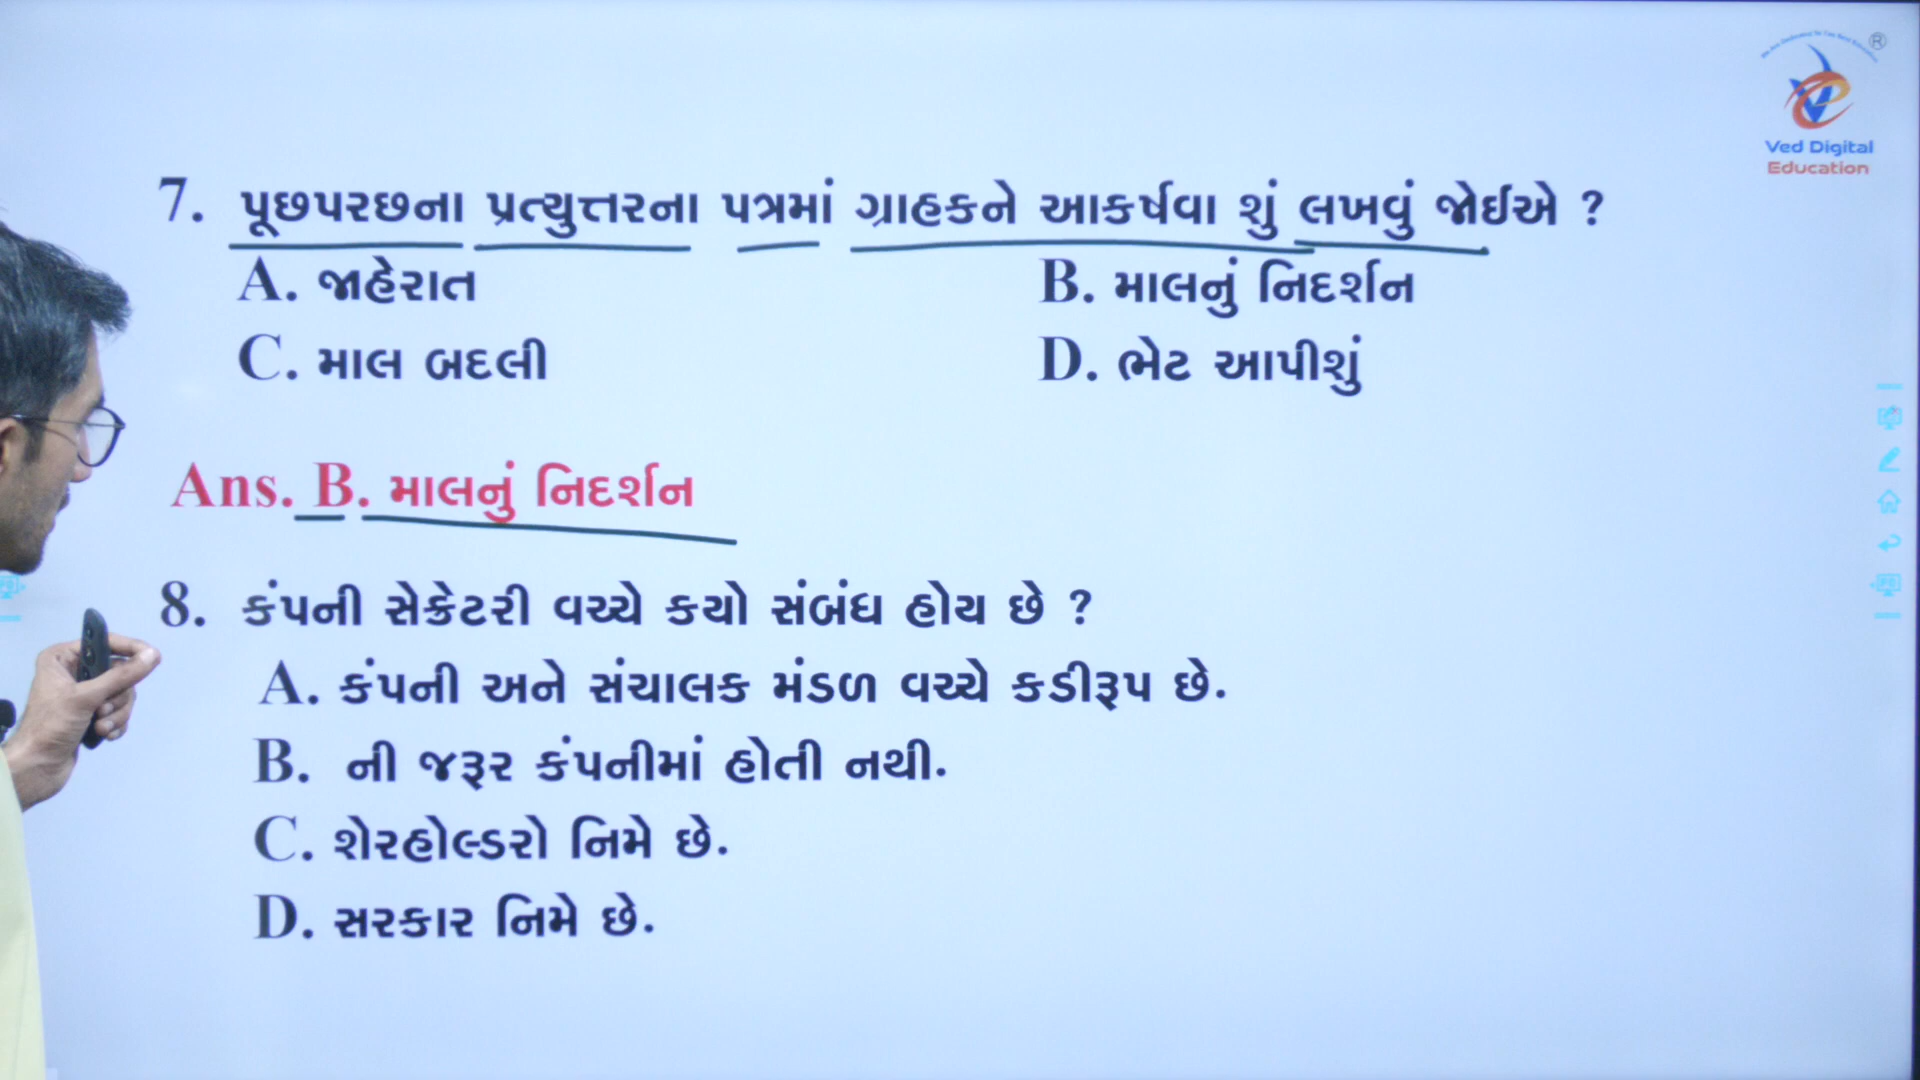 Ved Digital
Education
7. પૂછપરછના પ્રત્યુત્તરના પત્રમાં ગ્રાહકને આકર્ષવા શું લખવું જોઈએ ?
A. જાહેરાત B. માલનું નિદર્શન
C. માલ બદલી D. ભેટ આપીશું
Ans. B. માલનું નિદર્શન
8. કંપની સેક્રેટરી વચ્ચે કયો સંબંધ હોય છે ?
A. કંપની અને સંચાલક મંડળ વચ્ચે કડીરૂપ છે.
B. ની જરૂર કંપનીમાં હોતી નથી.
C. શેરહોલ્ડરો નિમે છે.
D. સરકાર નિમે છે.